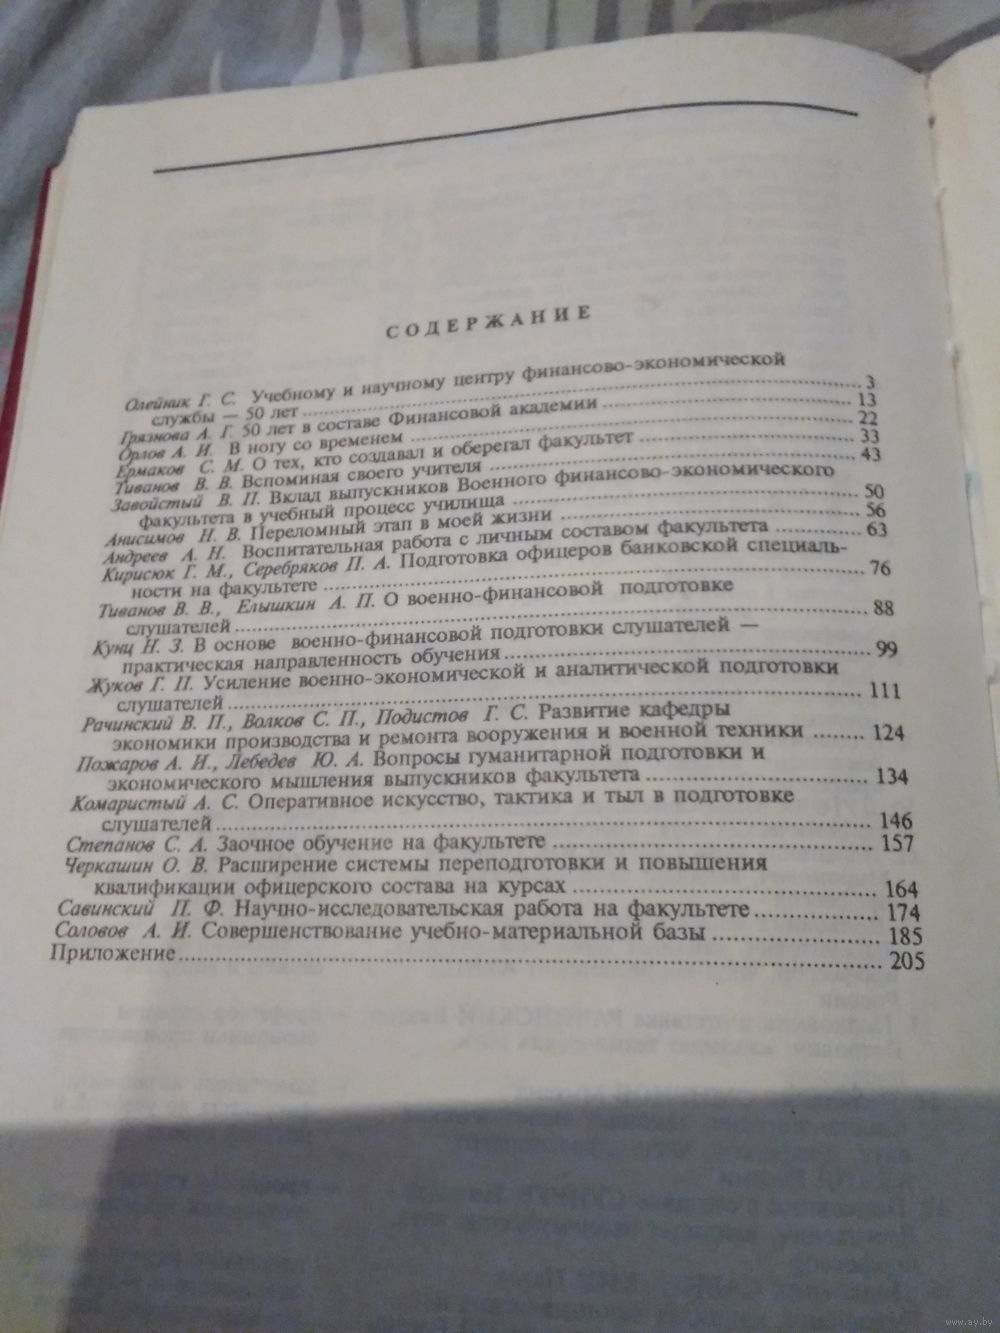 СОДЕРЖАНИЕ
Олейник Г. С. Учебному и научному центру финансово-экономической
службы — 50 лет ........ 3
Грязнова А. Г. 50 лет в составе Финансовой академии ........ 13
Орлов А. И. В ногу со временем ........ 22
Ермаков С. М. О тех, кто создавал и оберегал факультет ........ 33
Тиванов В. В. Вспоминая своего учителя ........ 43
Завойстый В. П. Вклад выпускников Военного финансово-экономического
факультета в учебный процесс училища ........ 50
Анисимов Н. В. Переломный этап в моей жизни ........ 56
Андреев А. Н. Воспитательная работа с личным составом факультета ........ 63
Кирисюк Г. М., Серебряков П. А. Подготовка офицеров банковской специаль-
ности на факультете ........ 76
Тиванов В. В., Елышкин А. П. О военно-финансовой подготовке
слушателей ........ 88
Кунц Н. З. В основе военно-финансовой подготовки слушателей —
практическая направленность обучения ........ 99
Жуков Г. П. Усиление военно-экономической и аналитической подготовки
слушателей ........ 111
Рачинский В. П., Волков С. П., Подистов Г. С. Развитие кафедры
экономики производства и ремонта вооружения и военной техники ........ 124
Пожаров А. И., Лебедев Ю. А. Вопросы гуманитарной подготовки и
экономического мышления выпускников факультета ........ 134
Комаристый А. С. Оперативное искусство, тактика и тыл в подготовке
слушателей ........ 146
Степанов С. А. Заочное обучение на факультете ........ 157
Черкашин О. В. Расширение системы переподготовки и повышения
квалификации офицерского состава на курсах ........ 164
Савинский П. Ф. Научно-исследовательская работа на факультете ........ 174
Соловов А. И. Совершенствование учебно-материальной базы ........ 185
Приложение ........ 205
www.ay.by